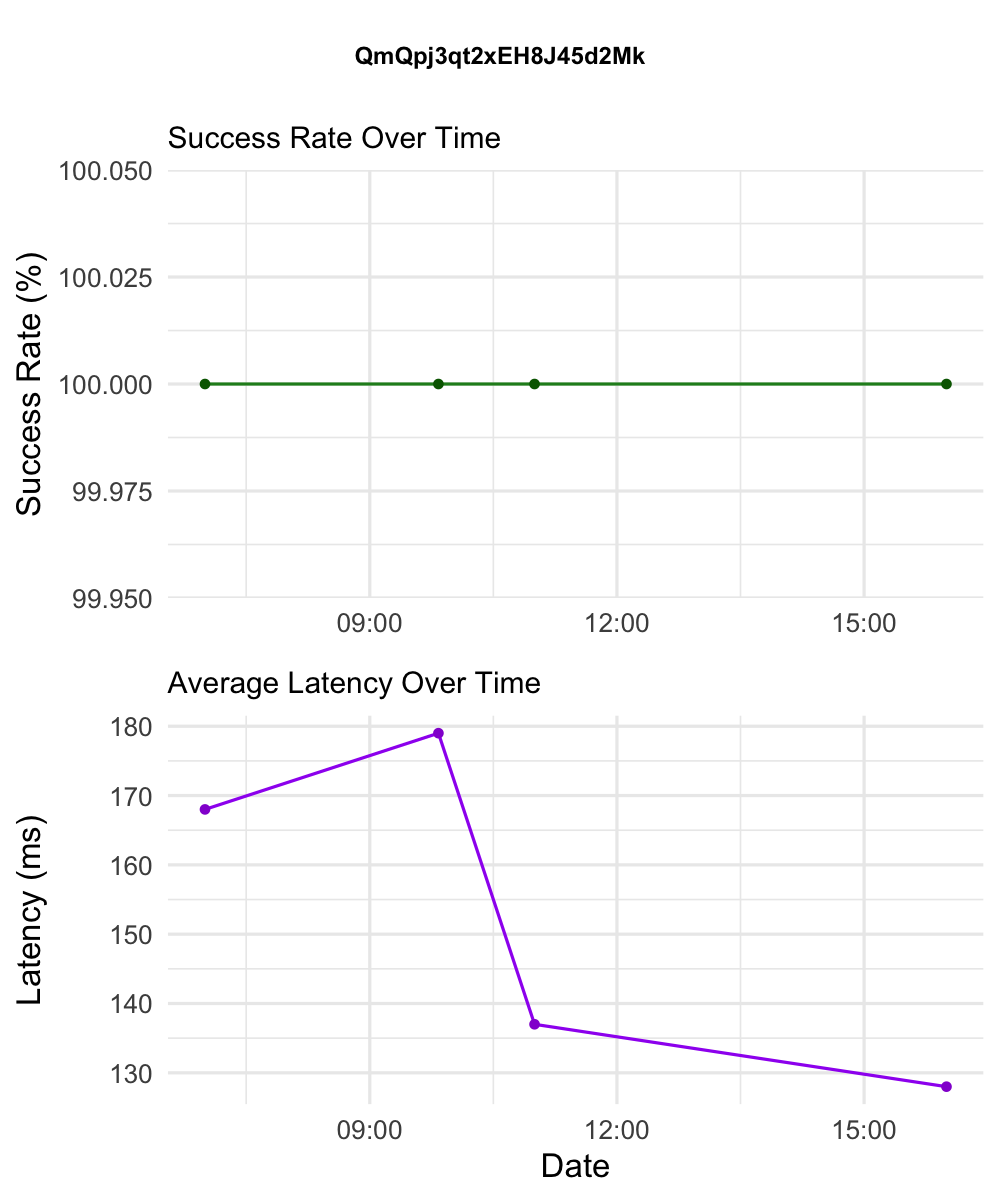 QmQpj3qt2xEH8J45d2Mk
Success Rate Over Time
Success Rate (%)
100.050
100.025
100.000
99.975
99.950
09:00 12:00 15:00
Average Latency Over Time
Latency (ms)
180
170
160
150
140
130
09:00 12:00 15:00
Date